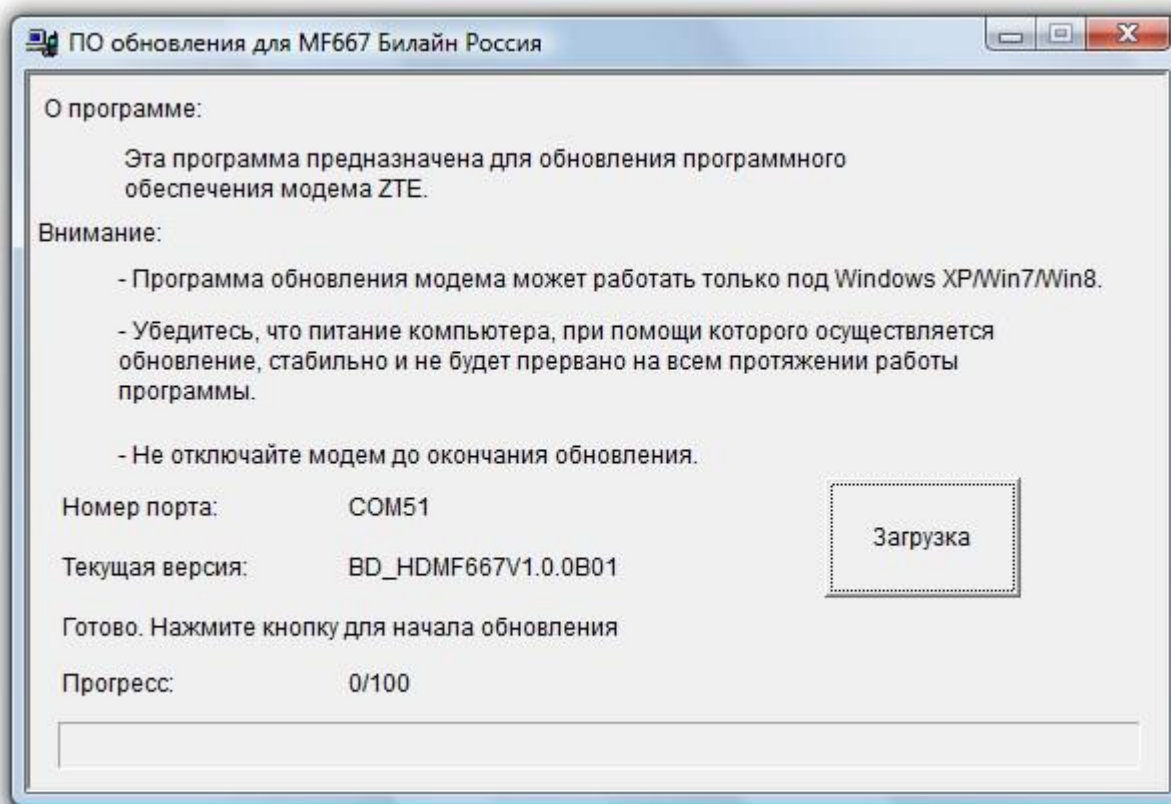 ПО обновления для MF667 Билайн Россия
О программе:
Эта программа предназначена для обновления программного
обеспечения модема ZTE.
Внимание:
- Программа обновления модема может работать только под Windows XP/Win7/Win8.
- Убедитесь, что питание компьютера, при помощи которого осуществляется
обновление, стабильно и не будет прервано на всем протяжении работы
программы.
- Не отключайте модем до окончания обновления.
Номер порта: COM51
Загрузка
Текущая версия: BD_HDMF667V1.0.0B01
Готово. Нажмите кнопку для начала обновления
Прогресс: 0/100